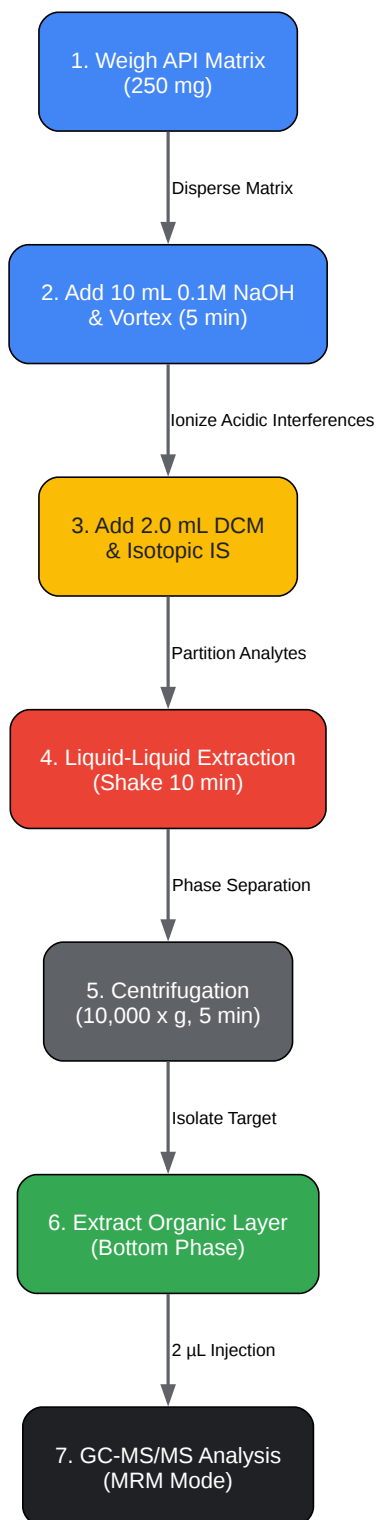 1. Weigh API Matrix
(250 mg)
Disperse Matrix
2. Add 10 mL 0.1M NaOH
& Vortex (5 min)
Ionize Acidic Interferences
3. Add 2.0 mL DCM
& Isotopic IS
Partition Analytes
4. Liquid-Liquid Extraction
(Shake 10 min)
Phase Separation
5. Centrifugation
(10,000 x g, 5 min)
Isolate Target
6. Extract Organic Layer
(Bottom Phase)
2 µL Injection
7. GC-MS/MS Analysis
(MRM Mode)